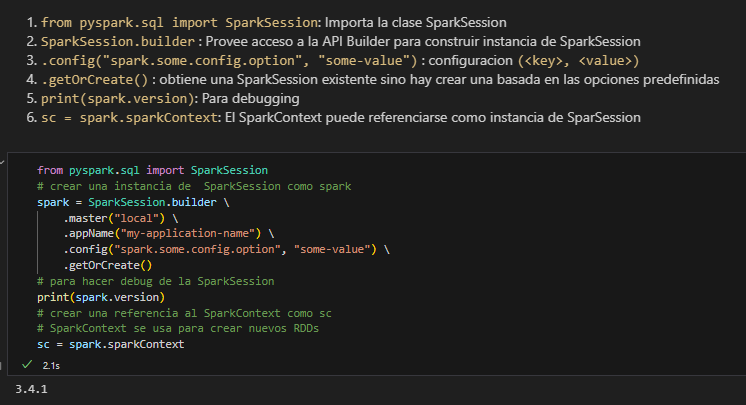 1. from pyspark.sql import SparkSession: Importa la clase SparkSession
2. SparkSession.builder : Provee acceso a la API Builder para construir instancia de SparkSession
3. .config("spark.some.config.option", "some-value") : configuracion (<key>, <value>)
4. .getOrCreate() : obtiene una SparkSession existente sino hay crear una basada en las opciones predefinidas
5. print(spark.version): Para debugging
6. sc = spark.sparkContext: El SparkContext puede referenciarse como instancia de SparSession
from pyspark.sql import SparkSession
# crear una instancia de  SparkSession como spark
spark = SparkSession.builder \
    .master("local") \
    .appName("my-application-name") \
    .config("spark.some.config.option", "some-value") \
    .getOrCreate()
# para hacer debug de la SparkSession
print(spark.version)
# crear una referencia al SparkContext como sc
# SparkContext se usa para crear nuevos RDDs
sc = spark.sparkContext
2.1s
3.4.1